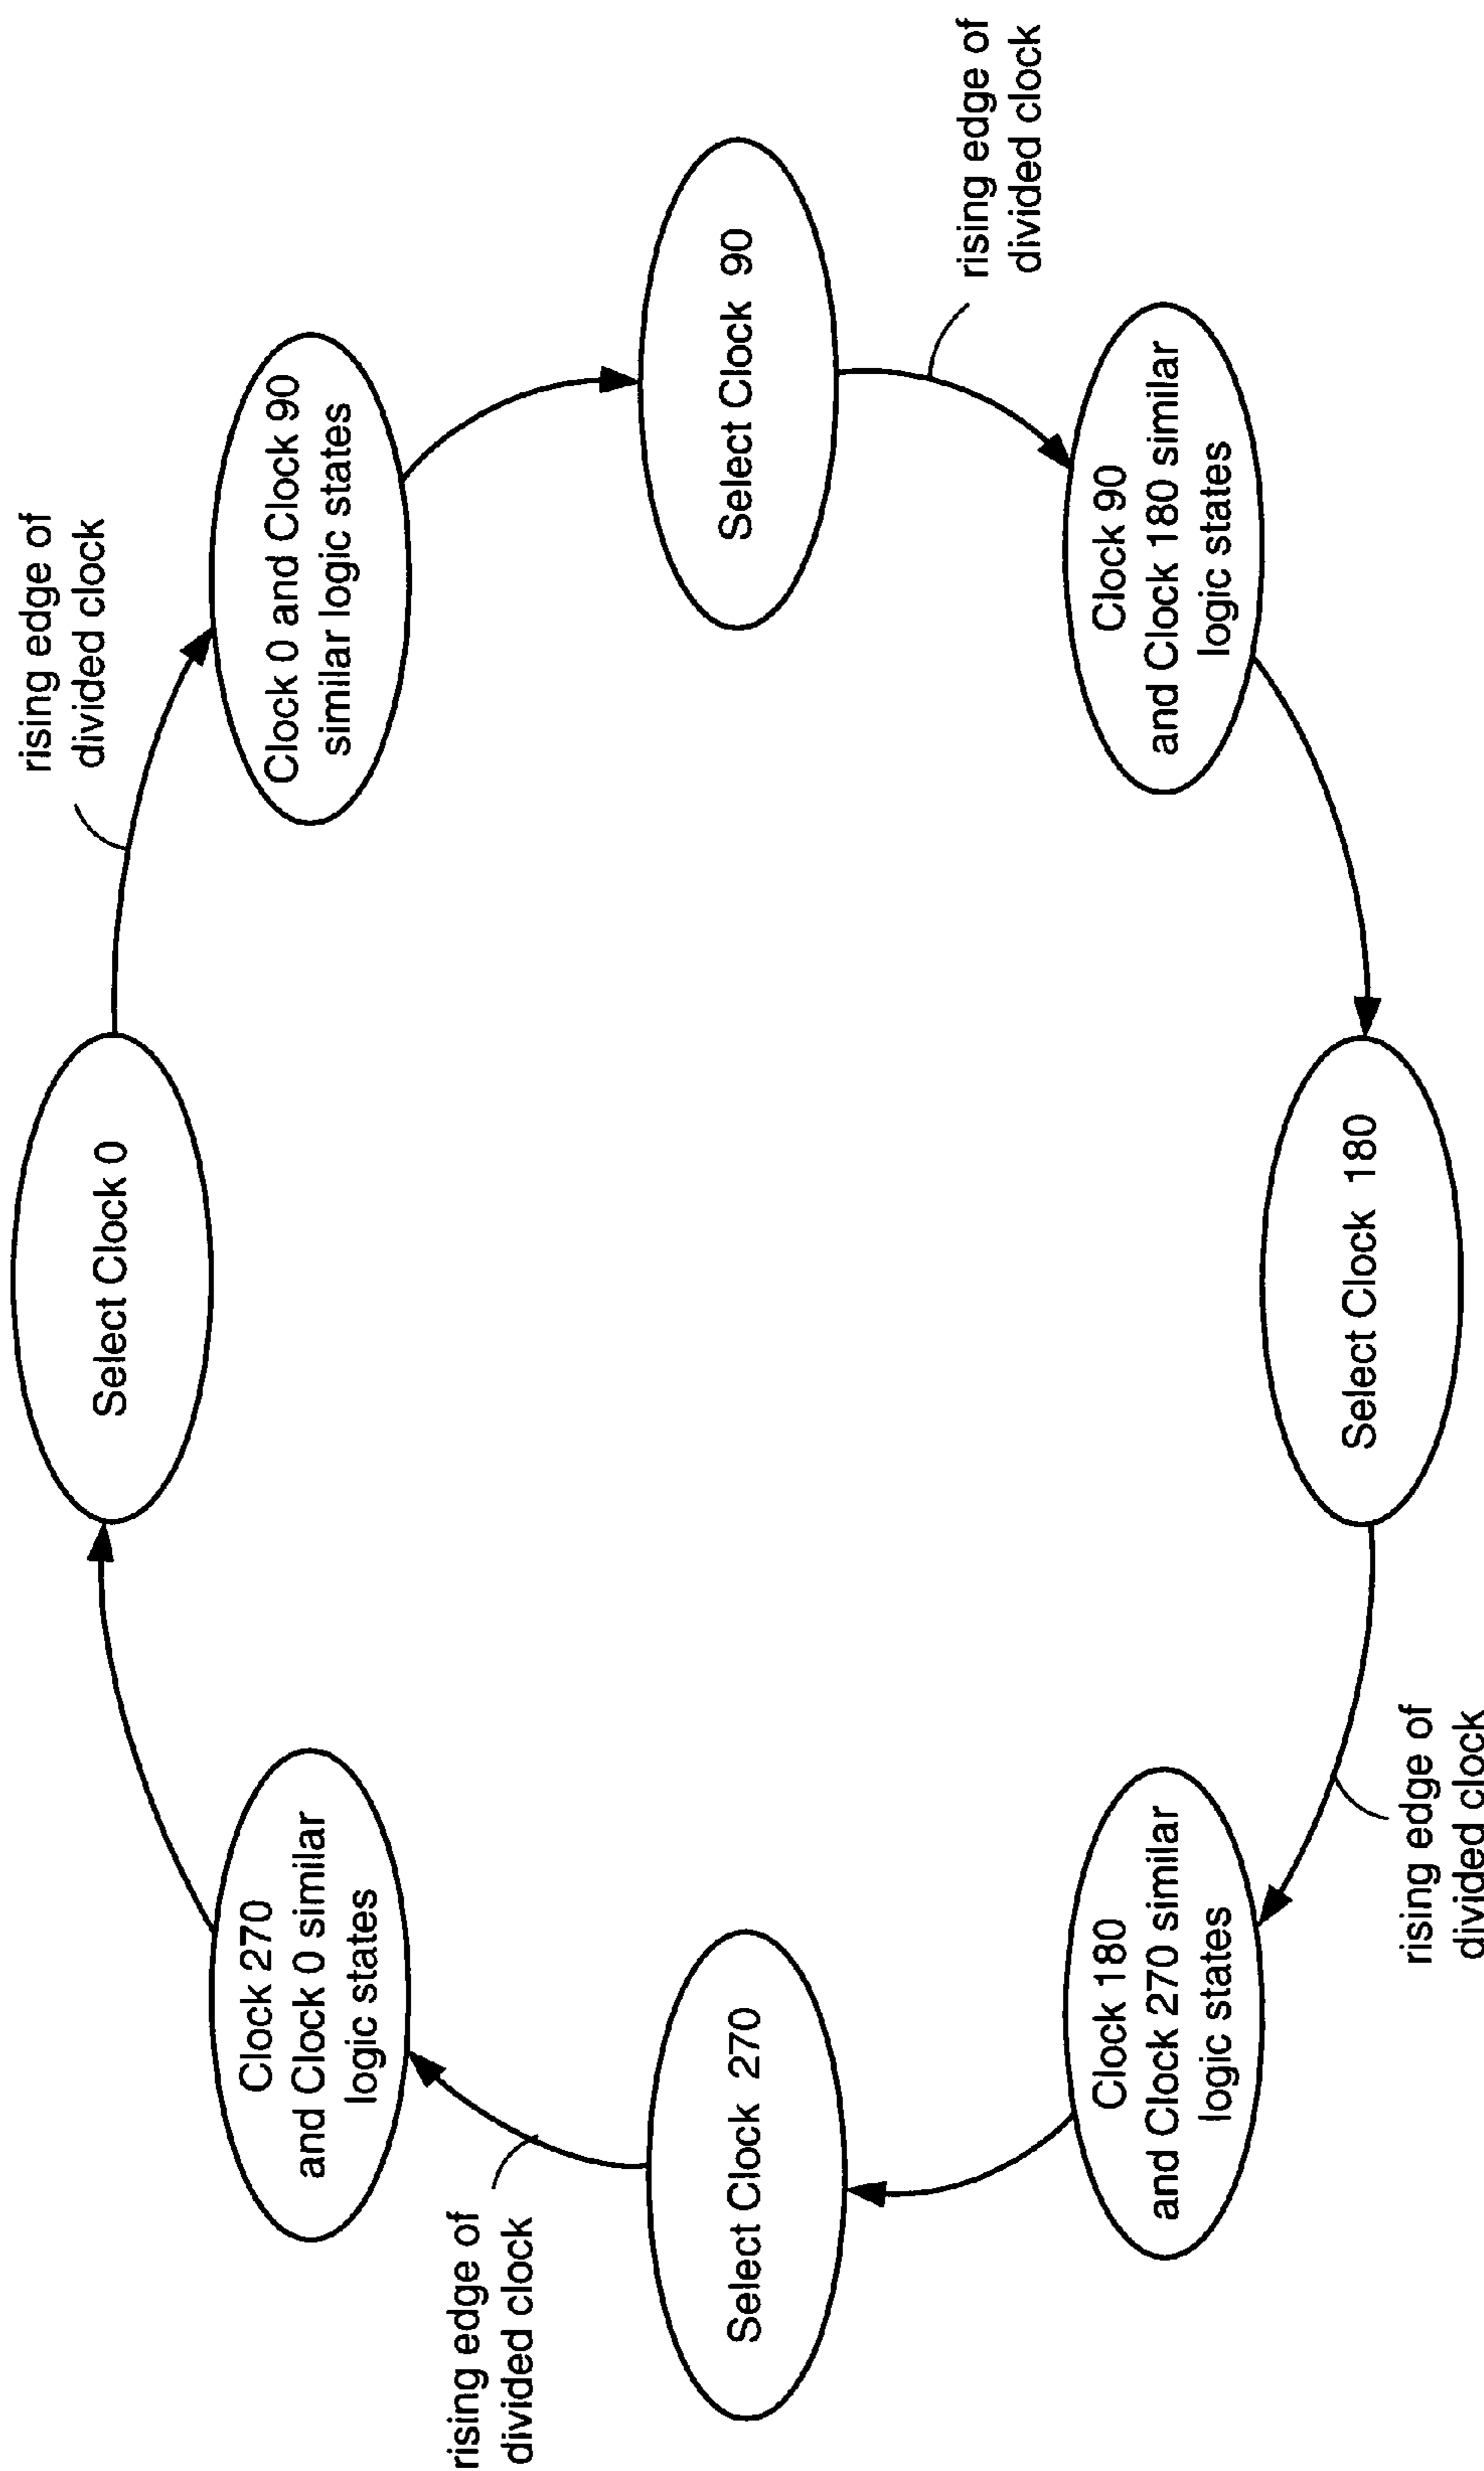 Select Clock 0
rising edge of
divided clock
Clock 0 and Clock 90
similar logic states
Select Clock 90
rising edge of
divided clock
Clock 90
and Clock 180 similar
logic states
Select Clock 180
rising edge of
divided clock
Clock 180
and Clock 270 similar
logic states
Select Clock 270
rising edge of
divided clock
Clock 270
and Clock 0 similar
logic states